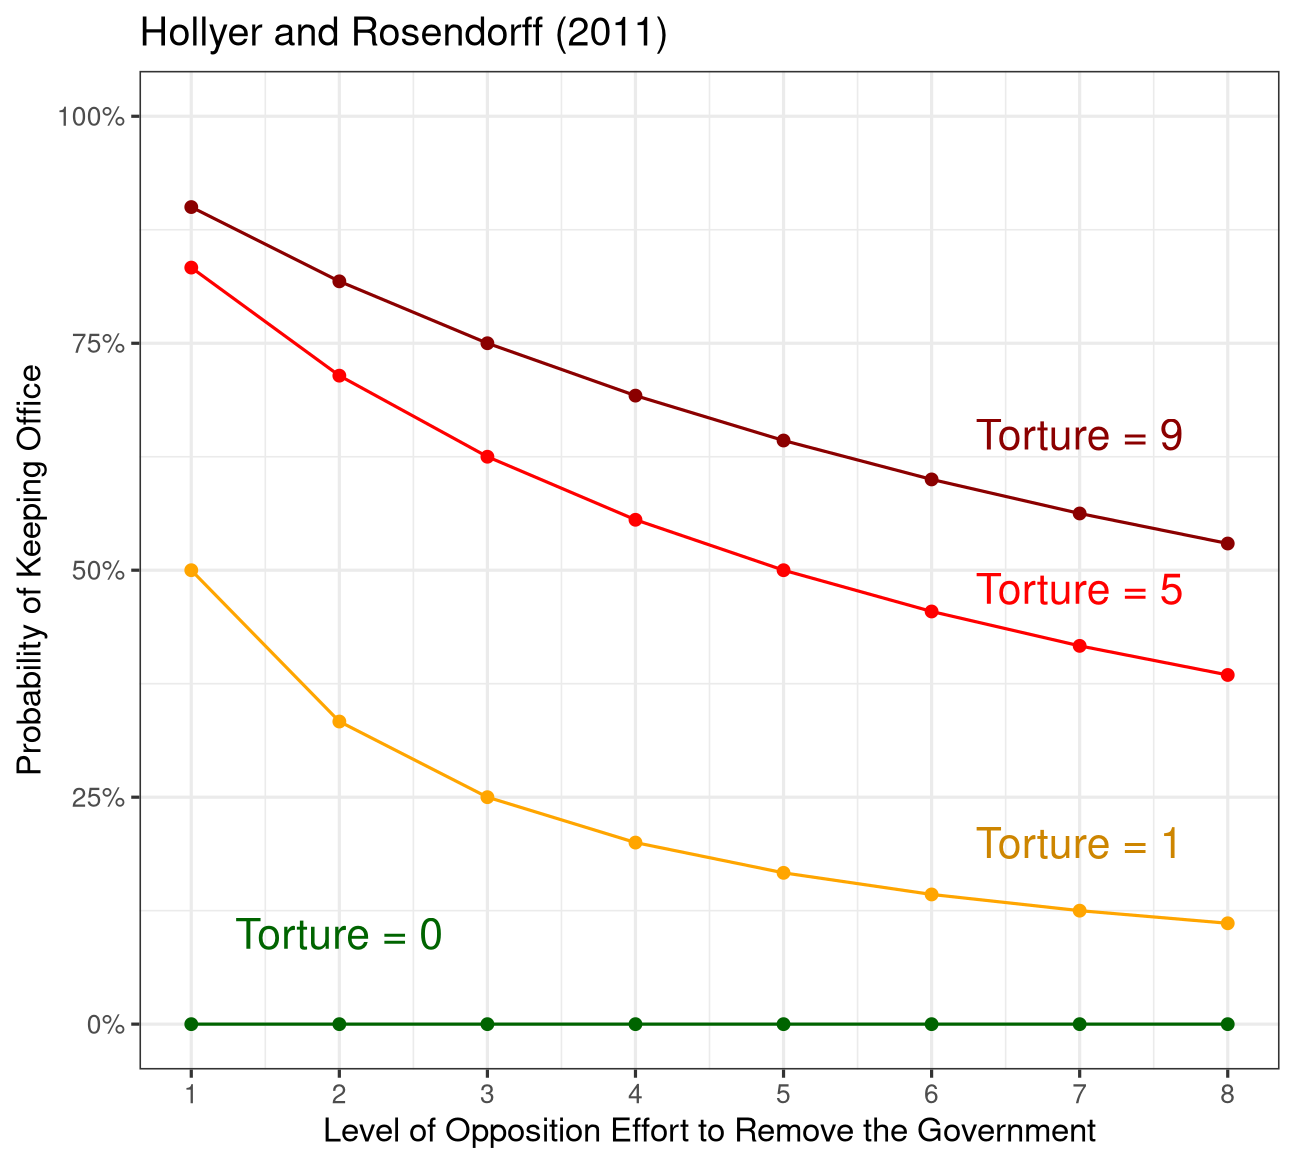 Hollyer and Rosendorff (2011)
100%
75%
50%
25%
0%
Probability of Keeping Office
Torture = 9
Torture = 5
Torture = 1
Torture = 0
1 2 3 4 5 6 7 8
Level of Opposition Effort to Remove the Government